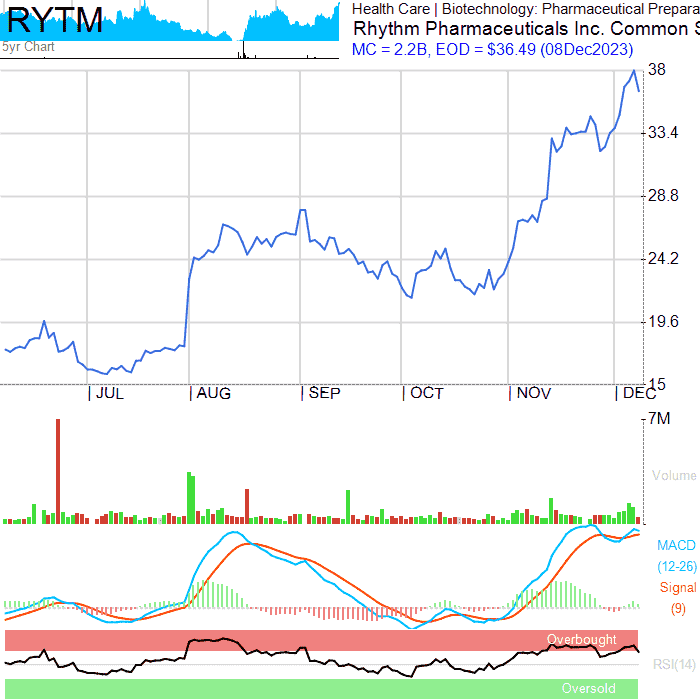 RYTM
5yr Chart
Health Care | Biotechnology: Pharmaceutical Prepara
Rhythm Pharmaceuticals Inc. Common S
MC = 2.2B, EOD = $36.49 (08Dec2023)
38
33.4
28.8
24.2
19.6
15
JUL AUG SEP OCT NOV DEC
7M
Volume
MACD
(12-26)
Signal
(9)
Overbought
RSI(14)
Oversold